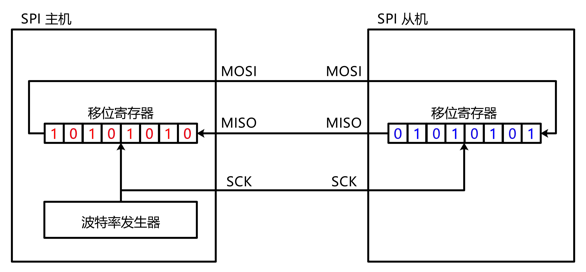 SPI 主机
SPI 从机
MOSI
MOSI
移位寄存器
移位寄存器
1 0 1 0 1 0 1 0
MISO
MISO
0 1 0 1 0 1 0 1
SCK
SCK
波特率发生器